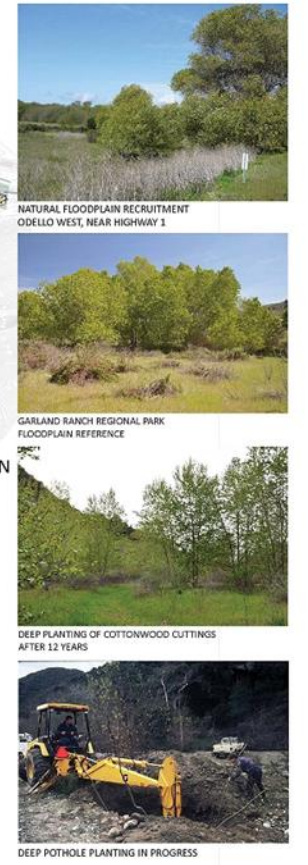 NATURAL FLOODPLAIN RECRUITMENT
ODELLO WEST, NEAR HIGHWAY 1
GARLAND RANCH REGIONAL PARK
FLOODPLAIN REFERENCE
N
DEEP PLANTING OF COTTONWOOD CUTTINGS
AFTER 12 YEARS
DEEP POTHOLE PLANTING IN PROGRESS